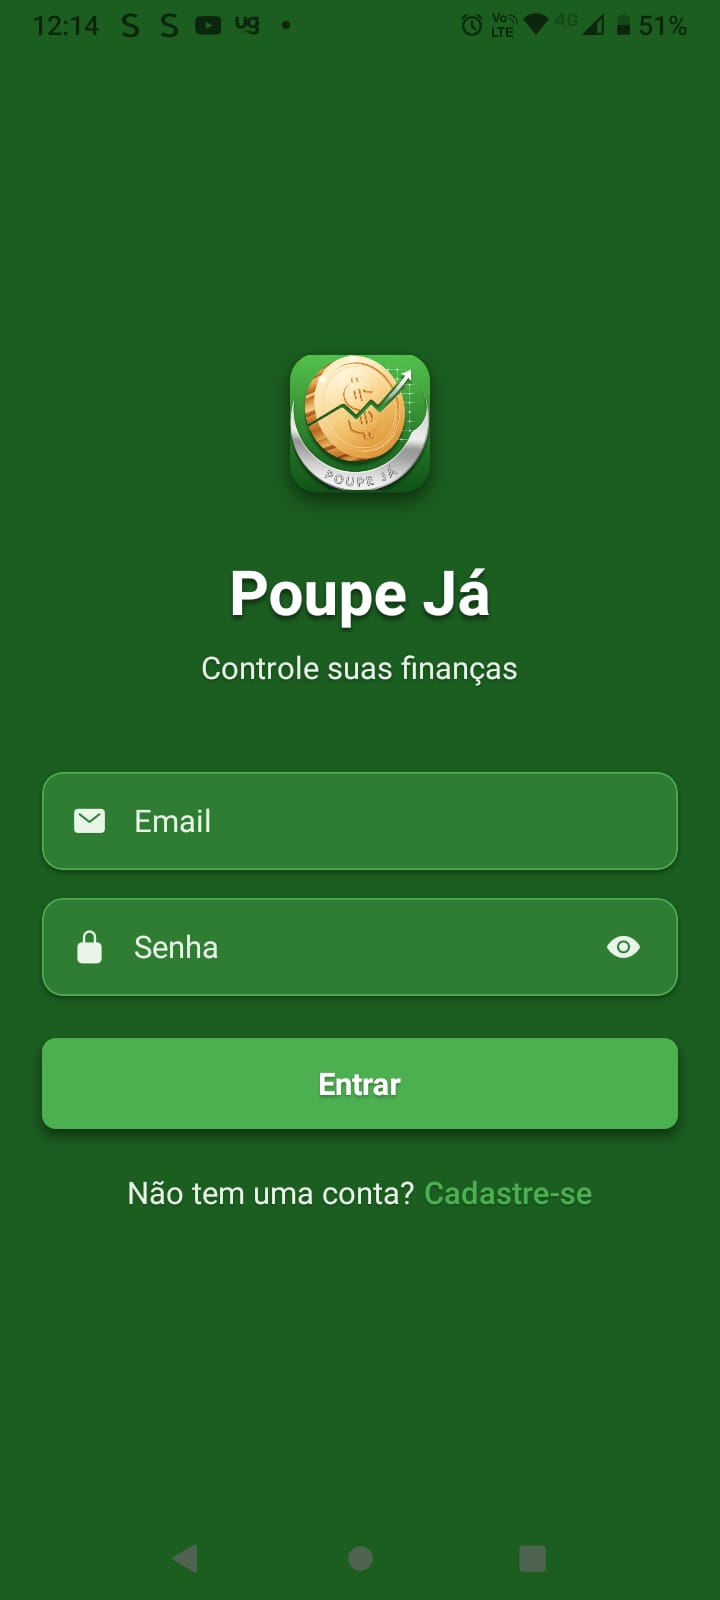 12:14 S S ug Vo LTE 4G 51%
POUPE JÁ
Poupe Já
Controle suas finanças
Email
Senha
Entrar
Não tem uma conta? Cadastre-se